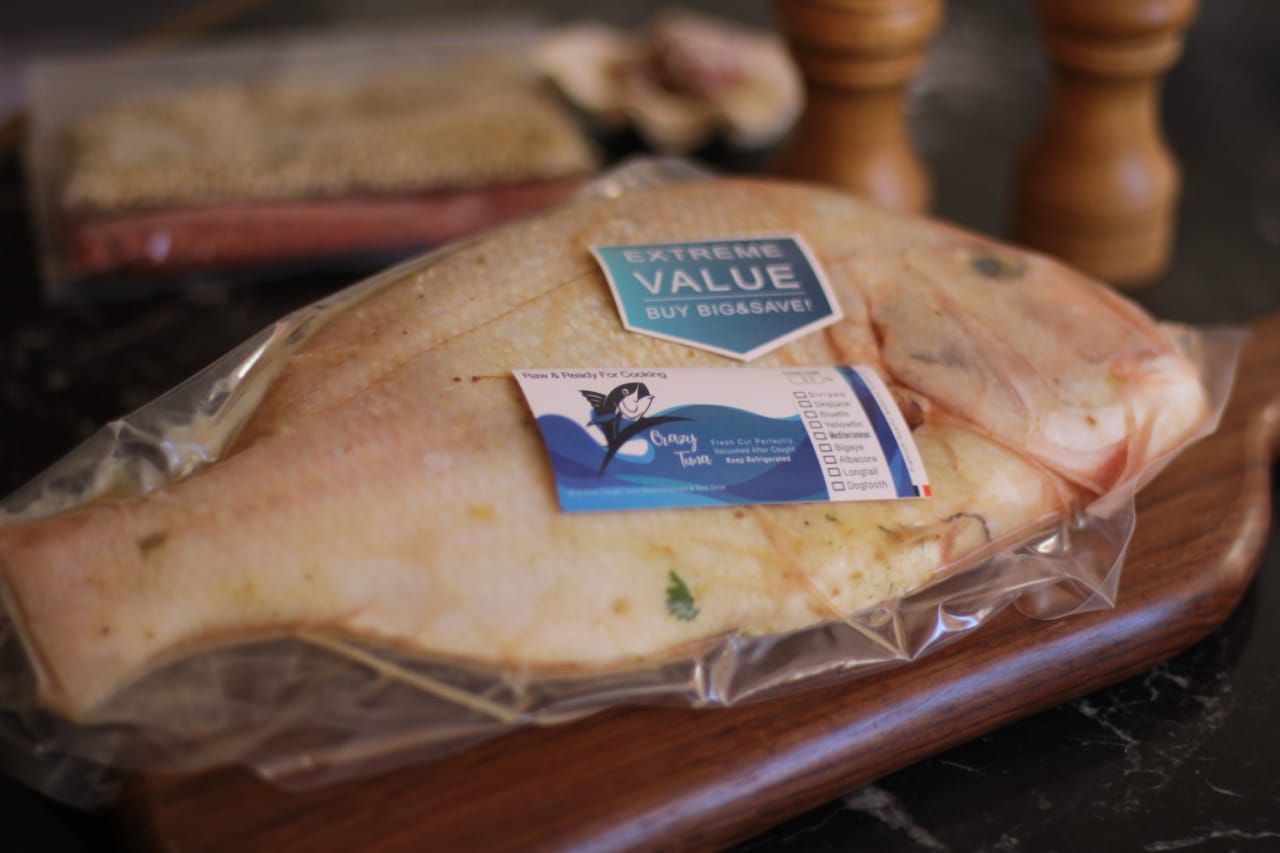 EXTREME
VALUE
BUY BIG&SAVE!
Raw & Ready For Cooking
Crazy
Tuna
Fresh Cut Perfectly
Vacuumed After Caught
Keep Refrigerated
Striped
Skipjack
Bluefin
Yellowfin
Mediterranean
Bigeye
Albacore
Longtail
Dogtooth